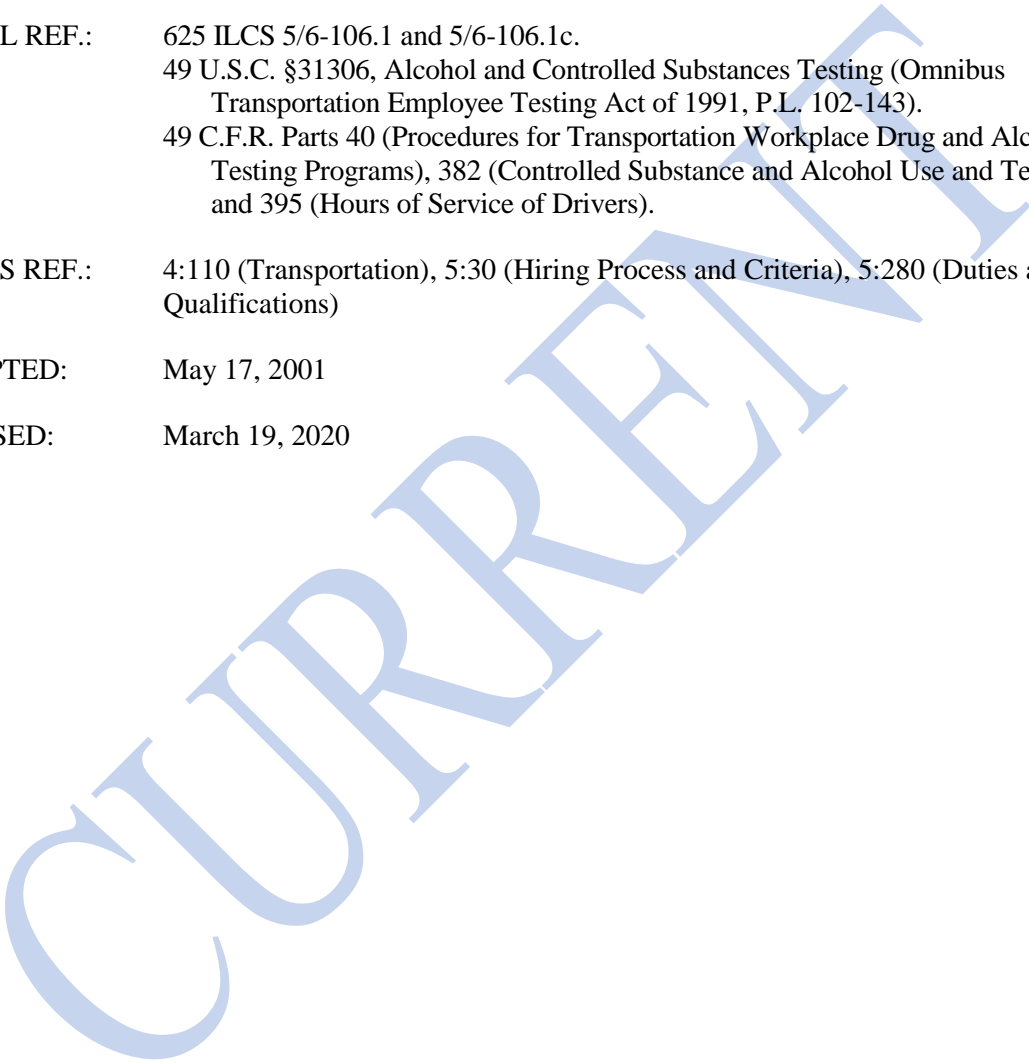 L REF.: 625 ILCS 5/6-106.1 and 5/6-106.1c.
49 U.S.C. §31306, Alcohol and Controlled Substances Testing (Omnibus
Transportation Employee Testing Act of 1991, P.L. 102-143).
49 C.F.R. Parts 40 (Procedures for Transportation Workplace Drug and Alc
Testing Programs), 382 (Controlled Substance and Alcohol Use and Te
and 395 (Hours of Service of Drivers).
S REF.: 4:110 (Transportation), 5:30 (Hiring Process and Criteria), 5:280 (Duties a
Qualifications)
PTED: May 17, 2001
SED: March 19, 2020
CURRENT